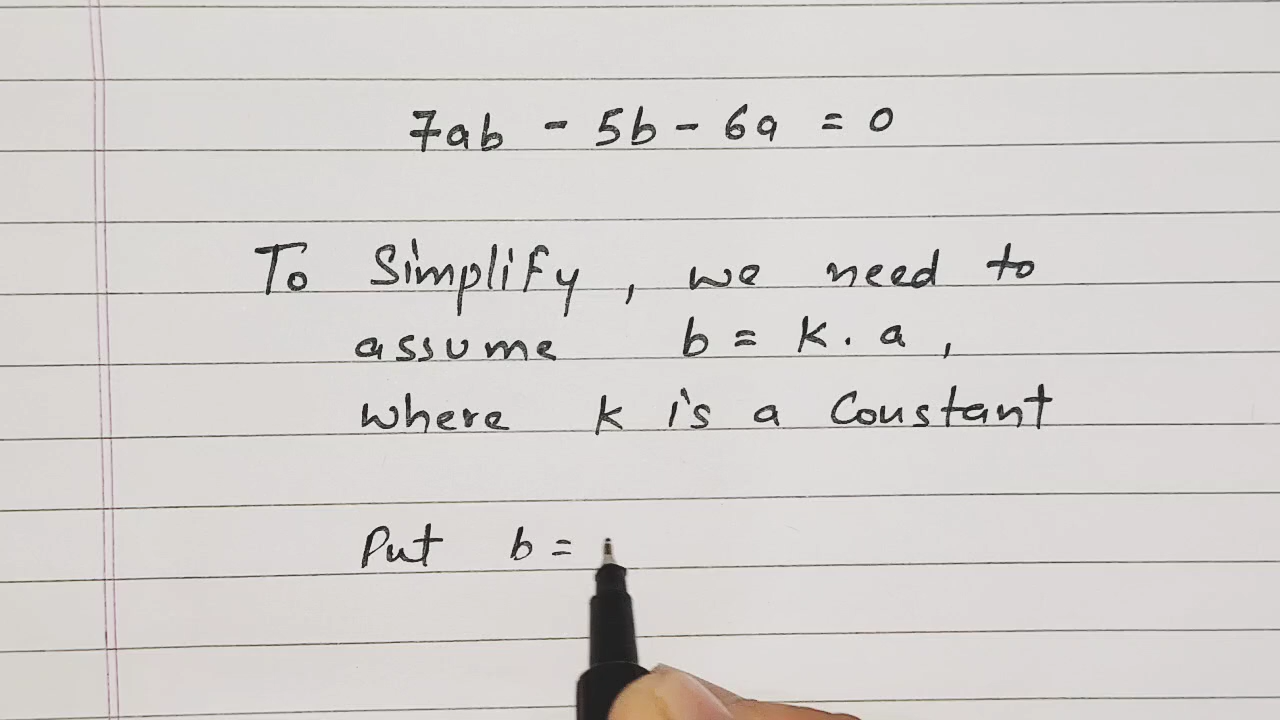 7ab - 5b - 6a = 0
To Simplify, we need to
assume b = k. a,
where k is a Constant
Put b =